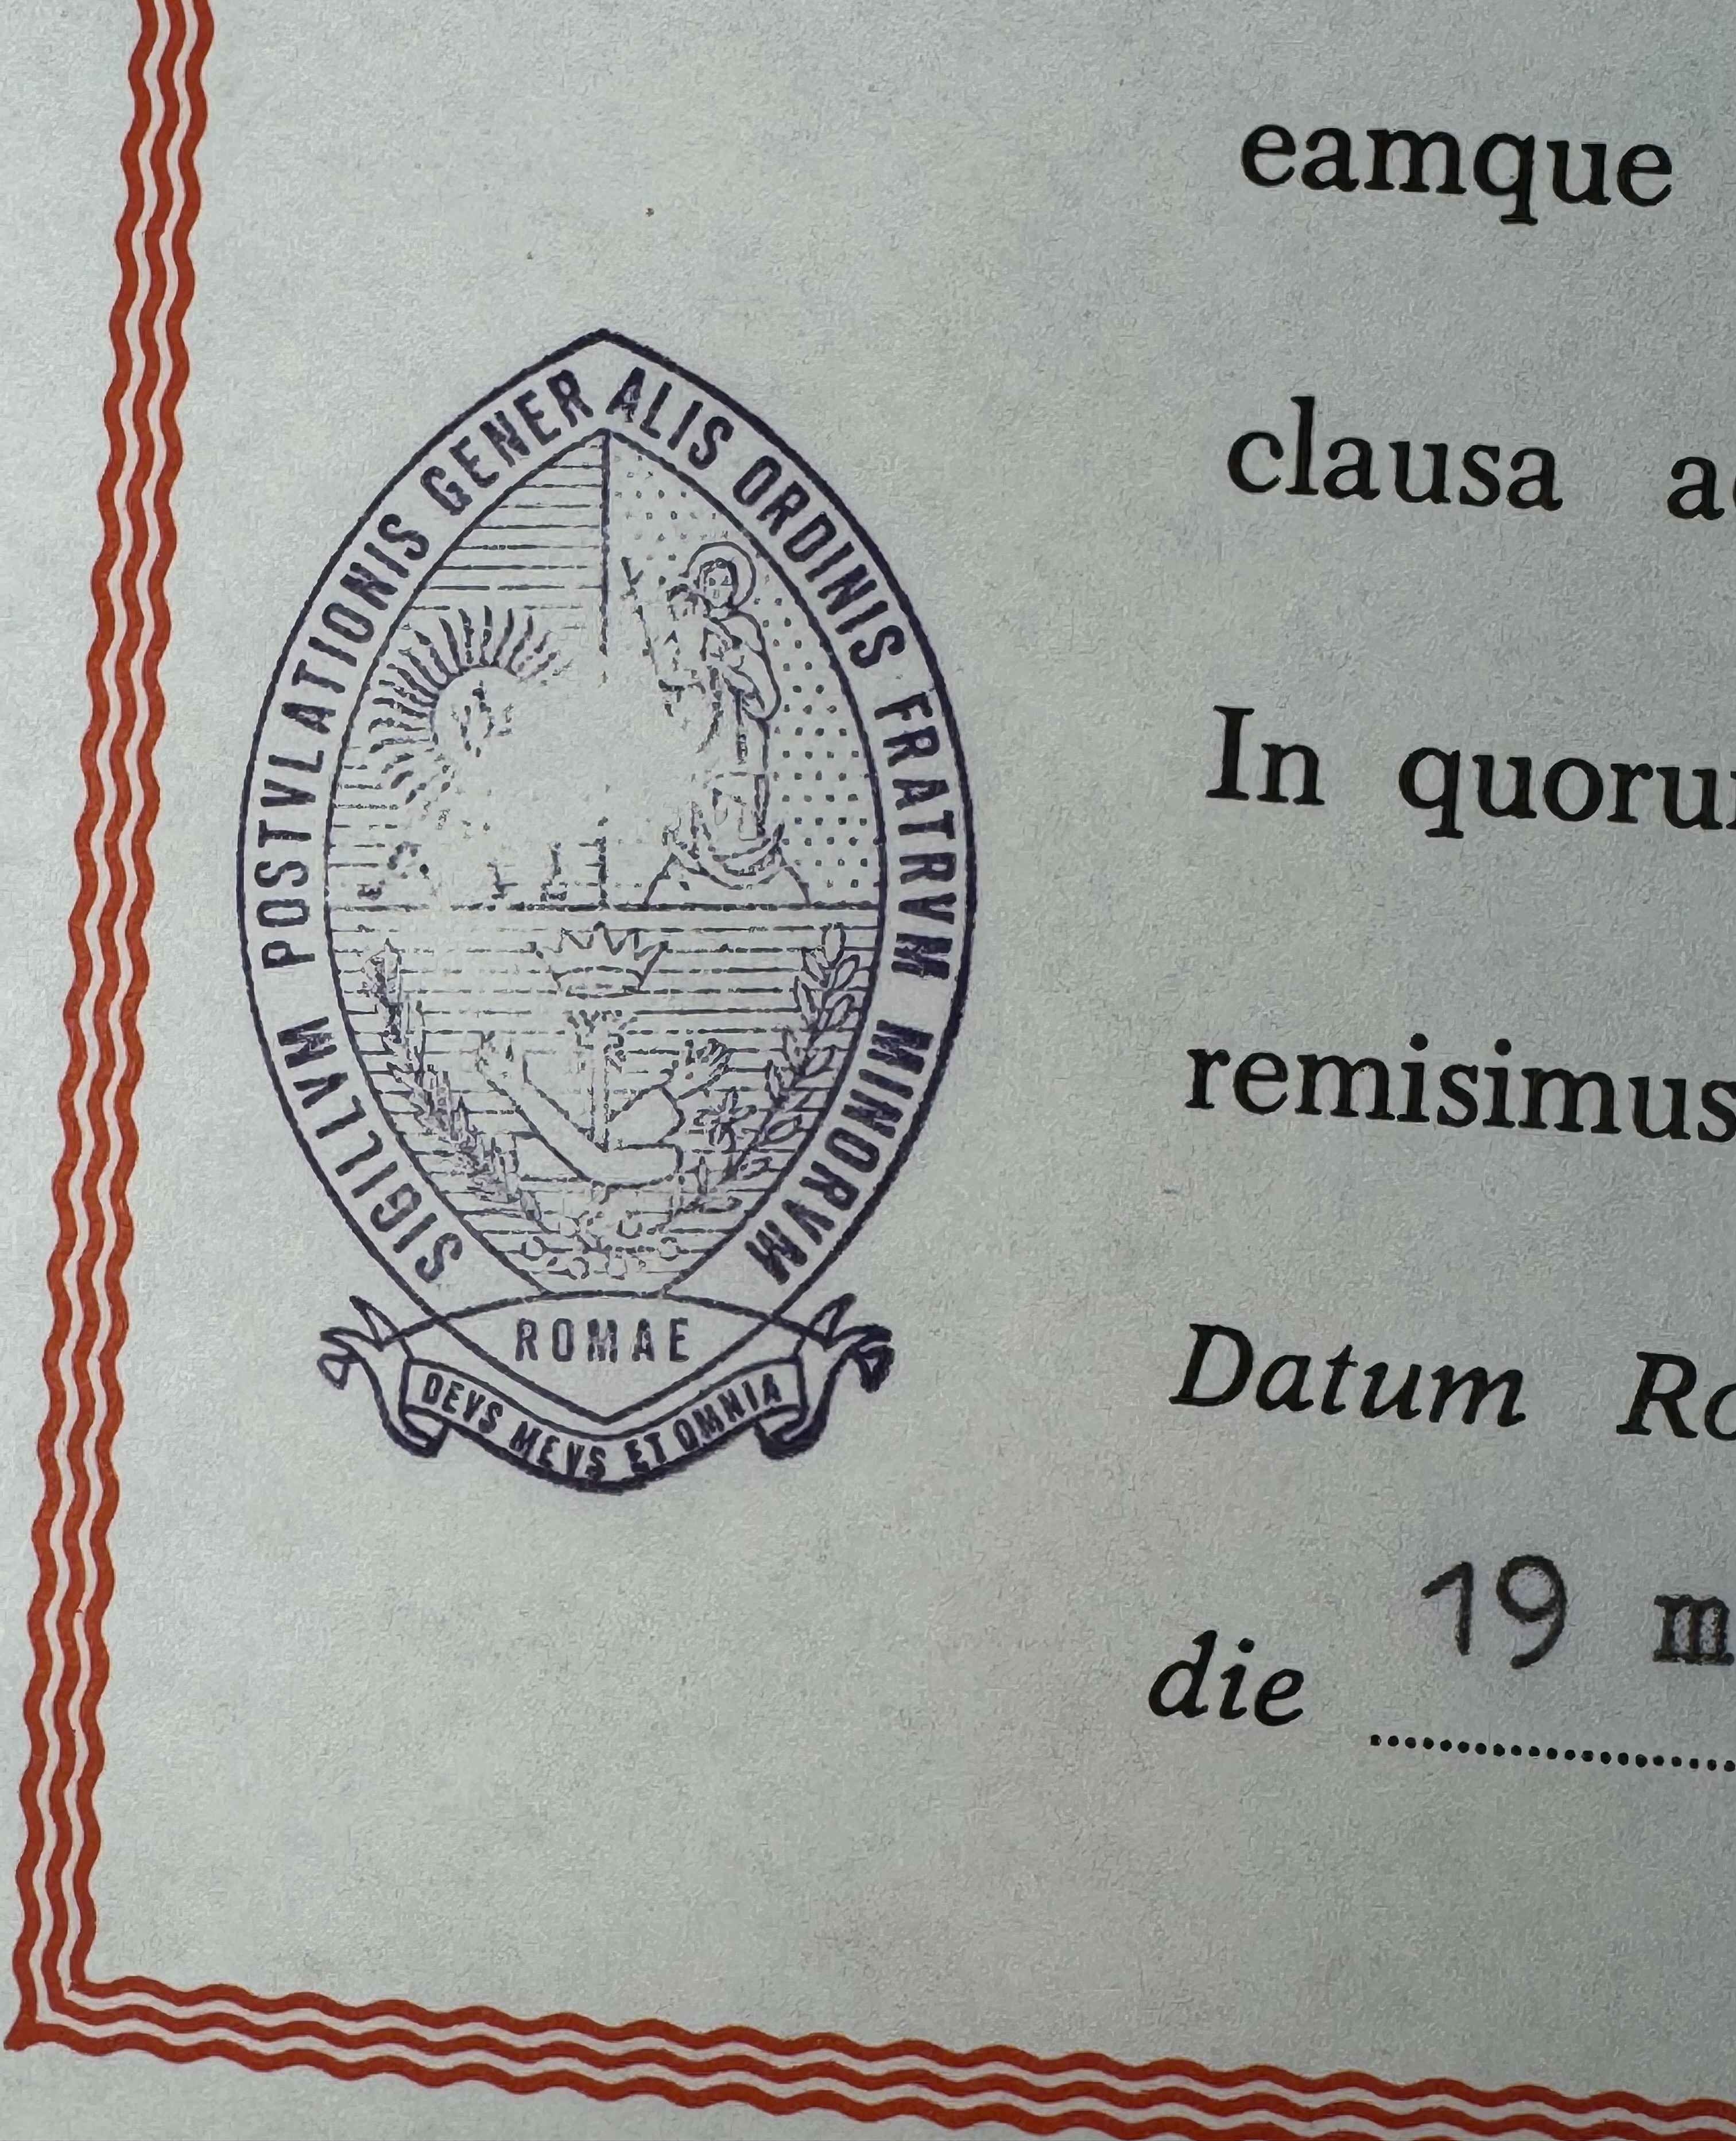 SIGILLVM POSTVLATIONIS GENERALIS ORDINIS FRATRVM MINORVM
ROMAE
DEVS MEVS ET OMNIA
eamque
clausa
In
remisimus
Datum
die 19